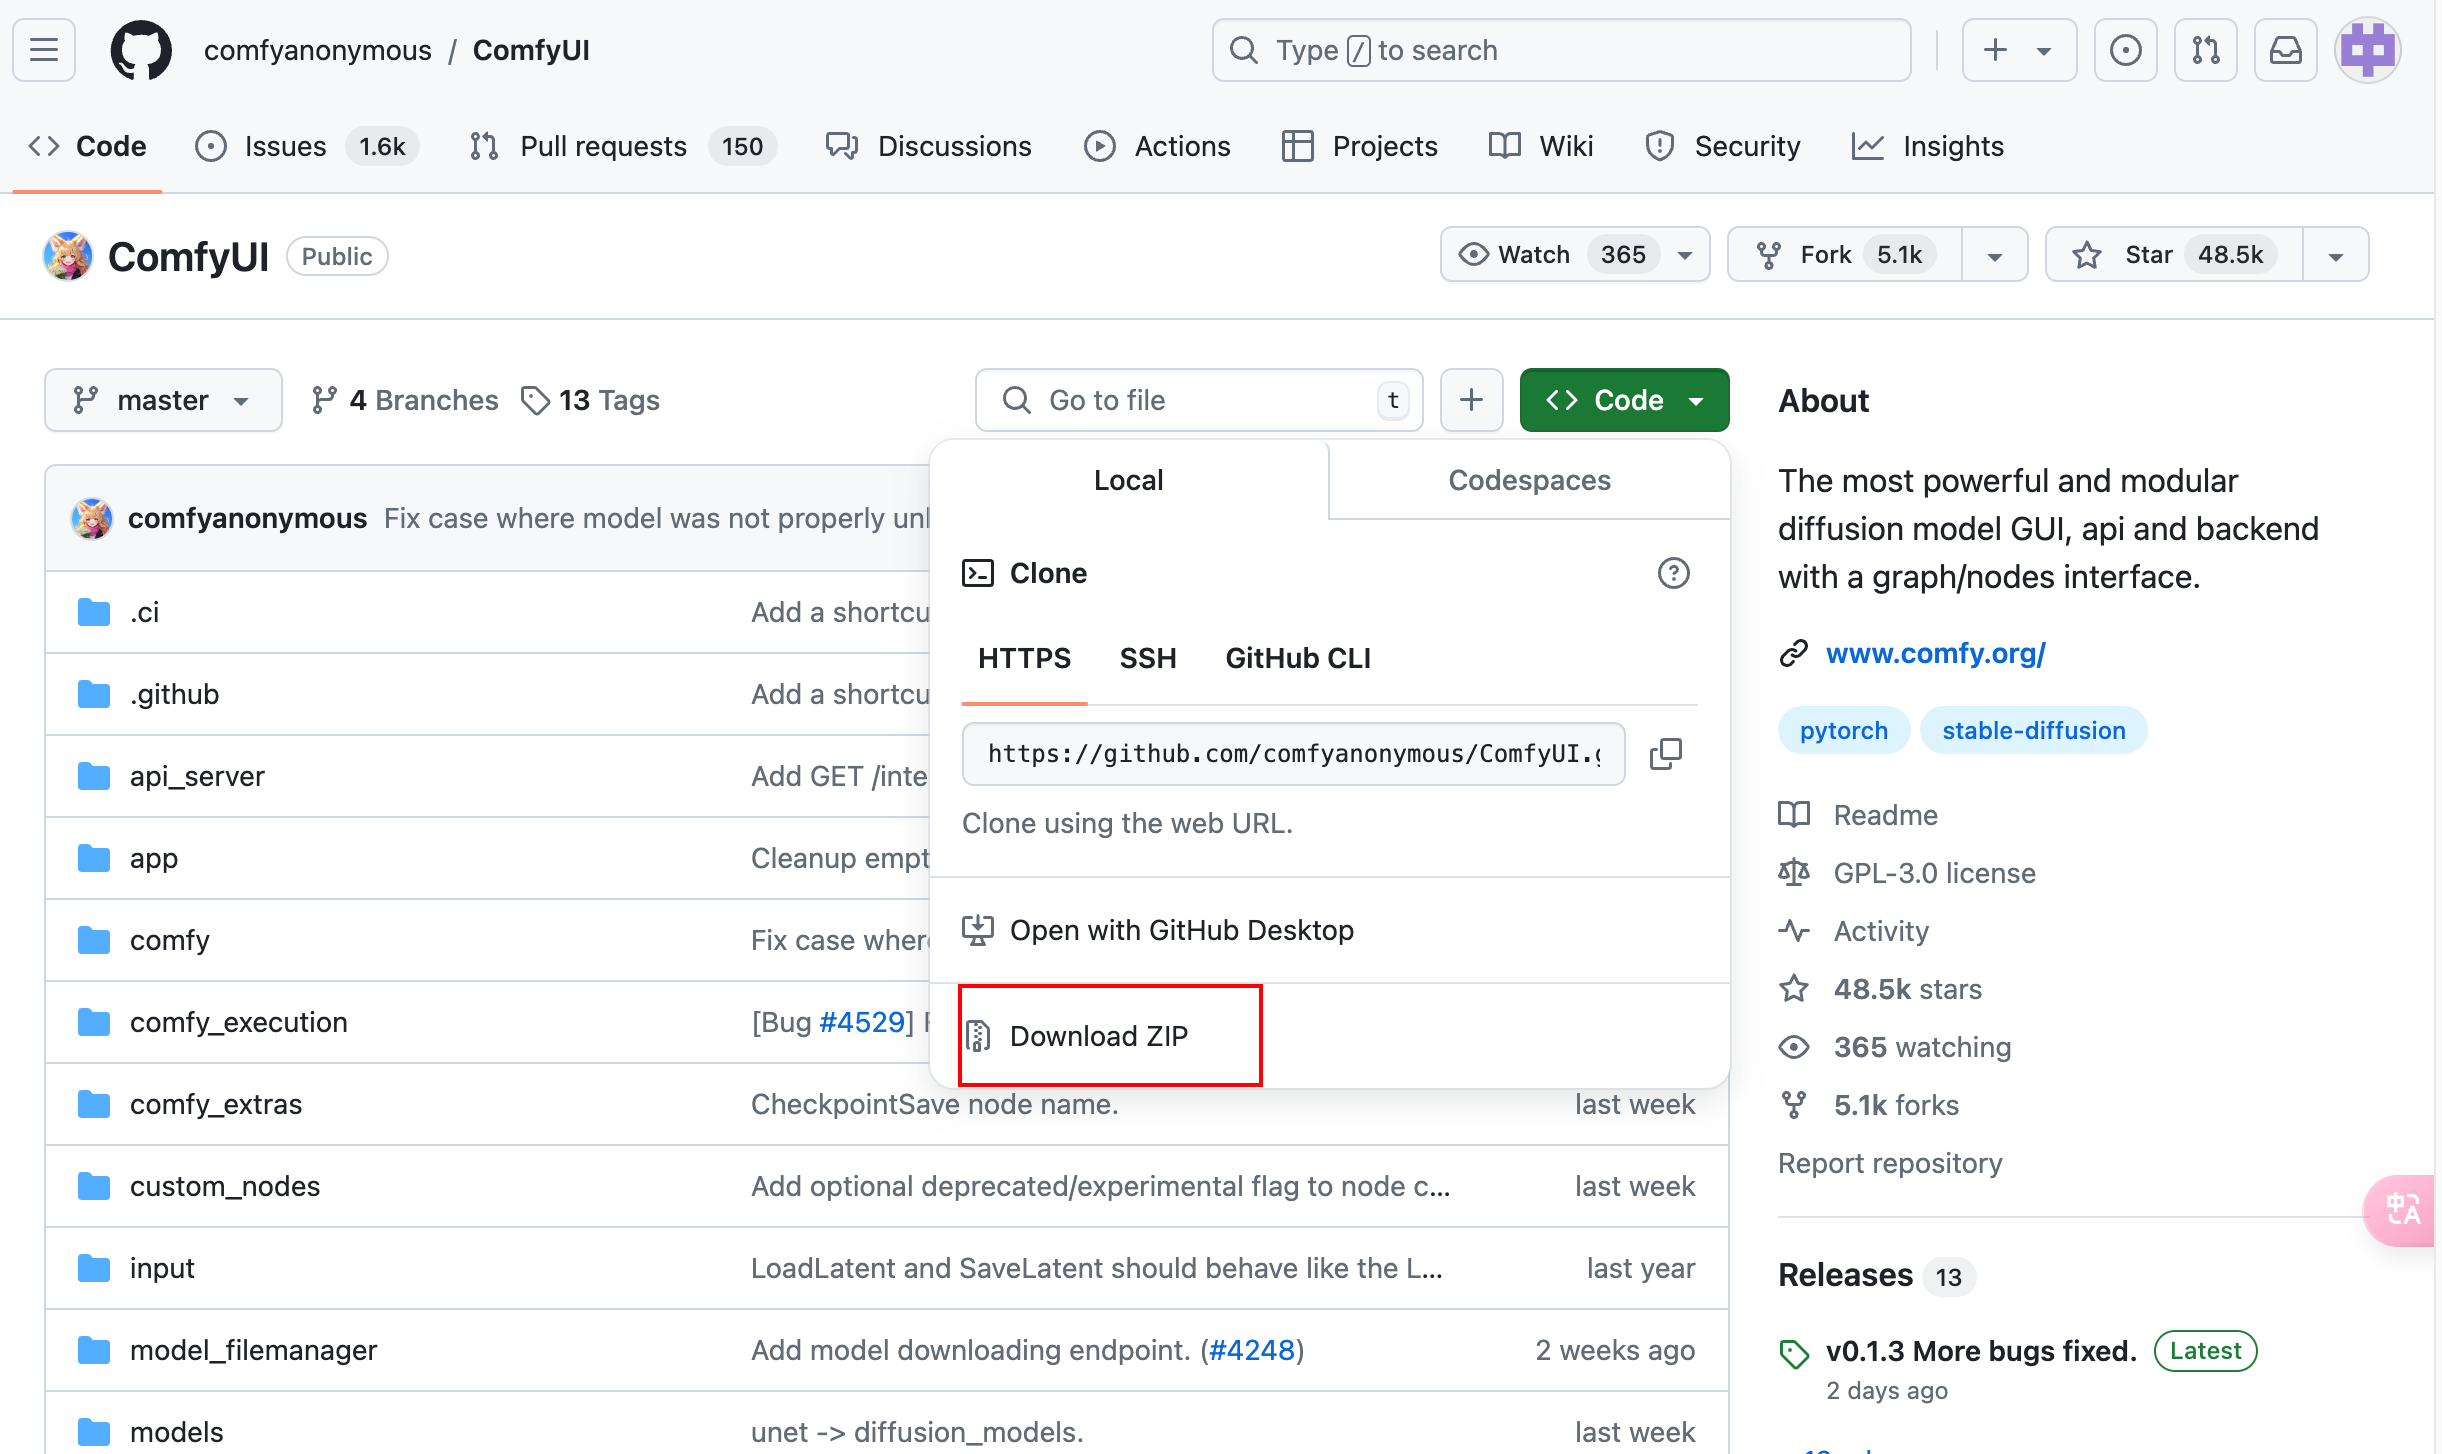 comfyanonymous / ComfyUI
Type / to search
Code
Issues 1.6k
Pull requests 150
Discussions
Actions
Projects
Wiki
Security
Insights
ComfyUI Public
Watch 365
Fork 5.1k
Star 48.5k
master
4 Branches
13 Tags
Go to file t
Code
Local
Codespaces
Clone
HTTPS
SSH
GitHub CLI
https://github.com/comfyanonymous/ComfyUI.g
Clone using the web URL.
Open with GitHub Desktop
Download ZIP
comfyanonymous Fix case where model was not properly unl
.ci Add a shortcu
.github Add a shortcu
api_server Add GET /inte
app Cleanup empt
comfy Fix case wher
comfy_execution [Bug #4529]
comfy_extras CheckpointSave node name. last week
custom_nodes Add optional deprecated/experimental flag to node c... last week
input LoadLatent and SaveLatent should behave like the L... last year
model_filemanager Add model downloading endpoint. (#4248) 2 weeks ago
models unet -> diffusion_models. last week
About
The most powerful and modular
diffusion model GUI, api and backend
with a graph/nodes interface.
www.comfy.org/
pytorch
stable-diffusion
Readme
GPL-3.0 license
Activity
48.5k stars
365 watching
5.1k forks
Report repository
中A
Releases 13
v0.1.3 More bugs fixed. Latest
2 days ago